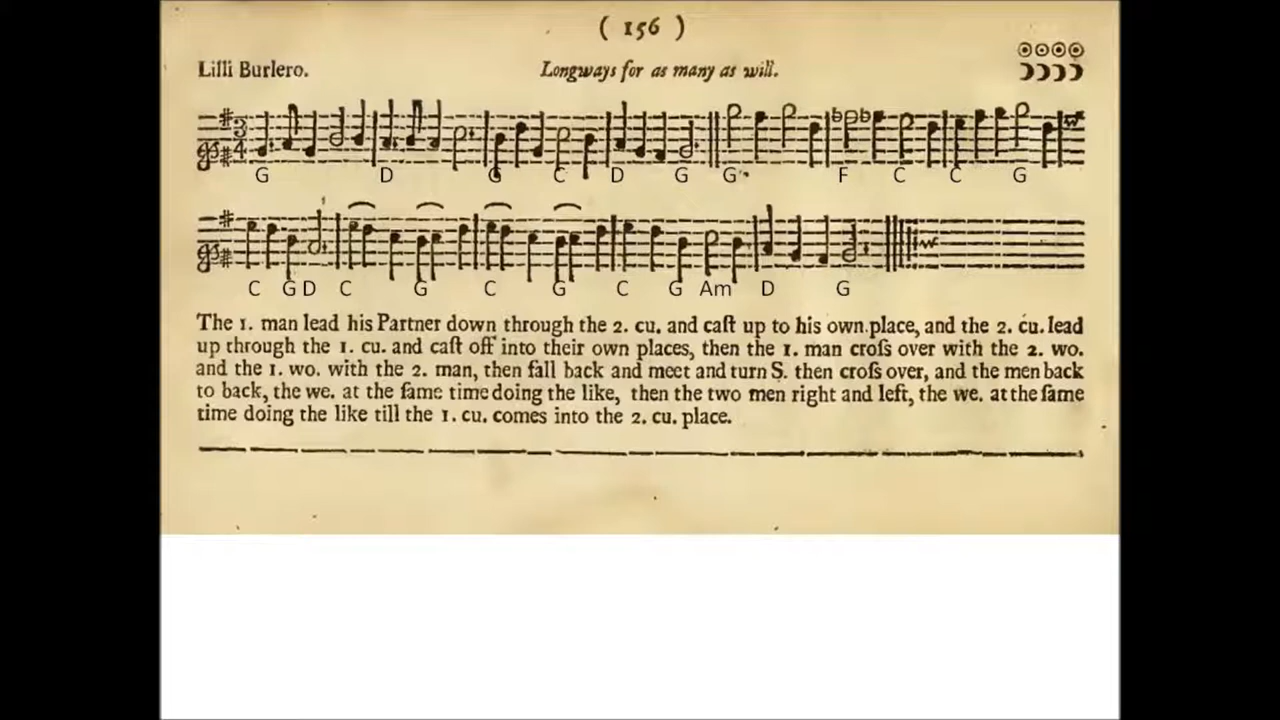 ( 156 )
Lilli Burlero. Longways for as many as will.
3
4
G D G C D G G F C C G
C G D C G C G C G Am D G
The 1. man lead his Partner down through the 2. cu. and caſt up to his own place, and the 2. cu. lead
up through the 1. cu. and caſt off into their own places, then the 1. man croſs over with the 2. wo.
and the 1. wo. with the 2. man, then fall back and meet and turn S. then croſs over, and the men back
to back, the we. at the ſame time doing the like, then the two men right and left, the we. at the ſame
time doing the like till the 1. cu. comes into the 2. cu. place.